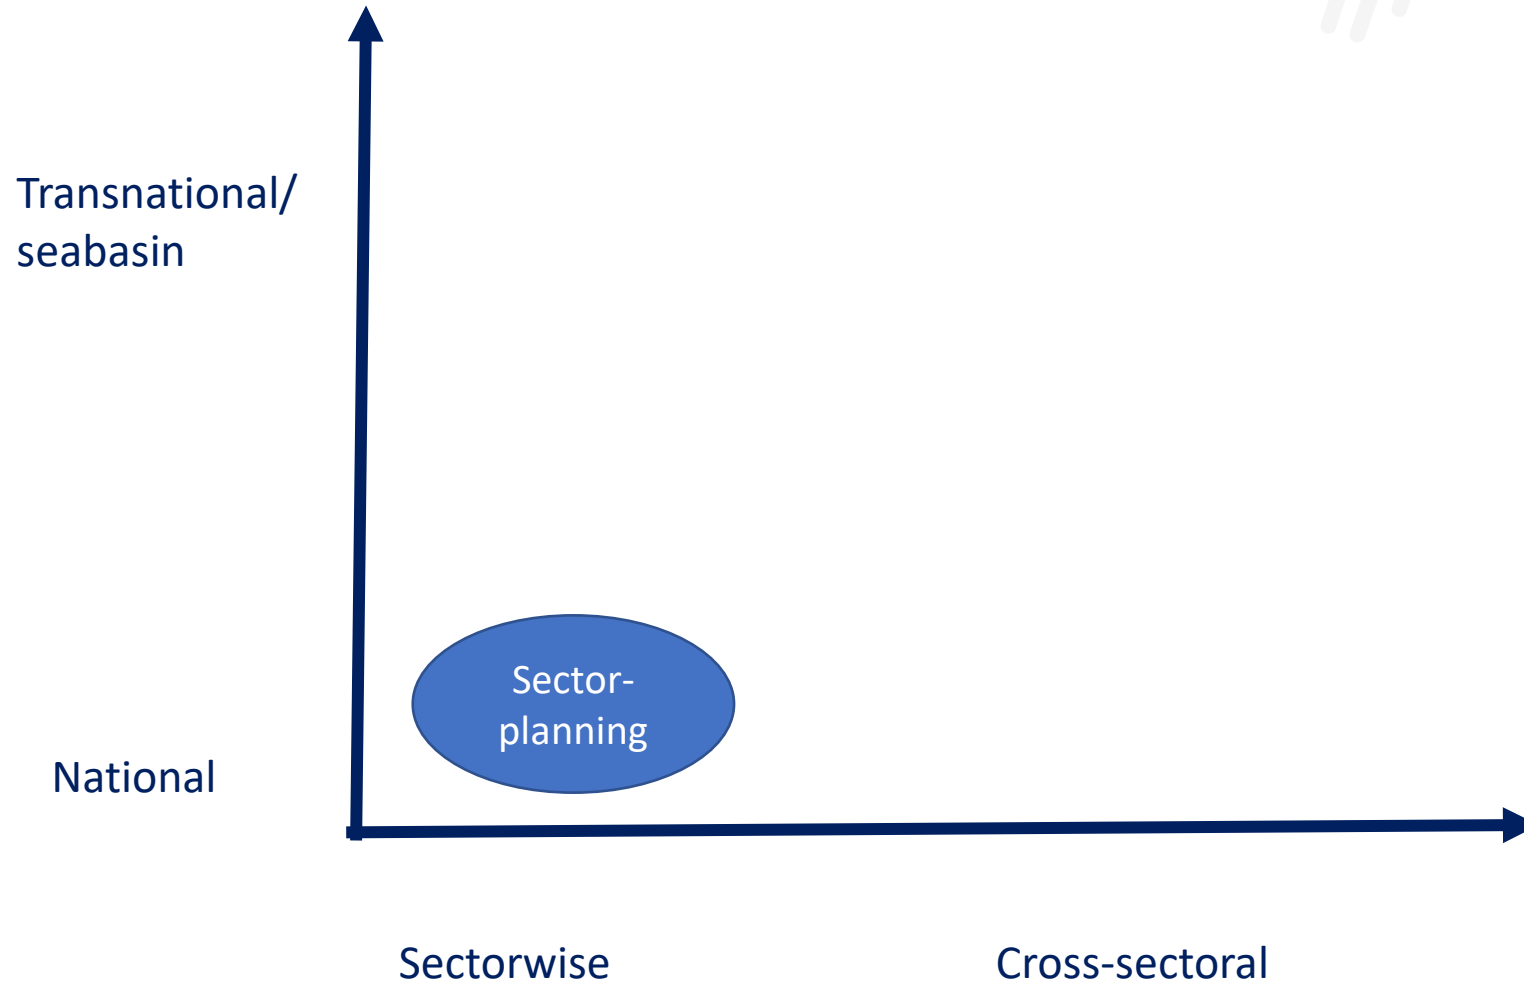 Transnational/
seabasin
Sector-
planning
National
Sectorwise
Cross-sectoral